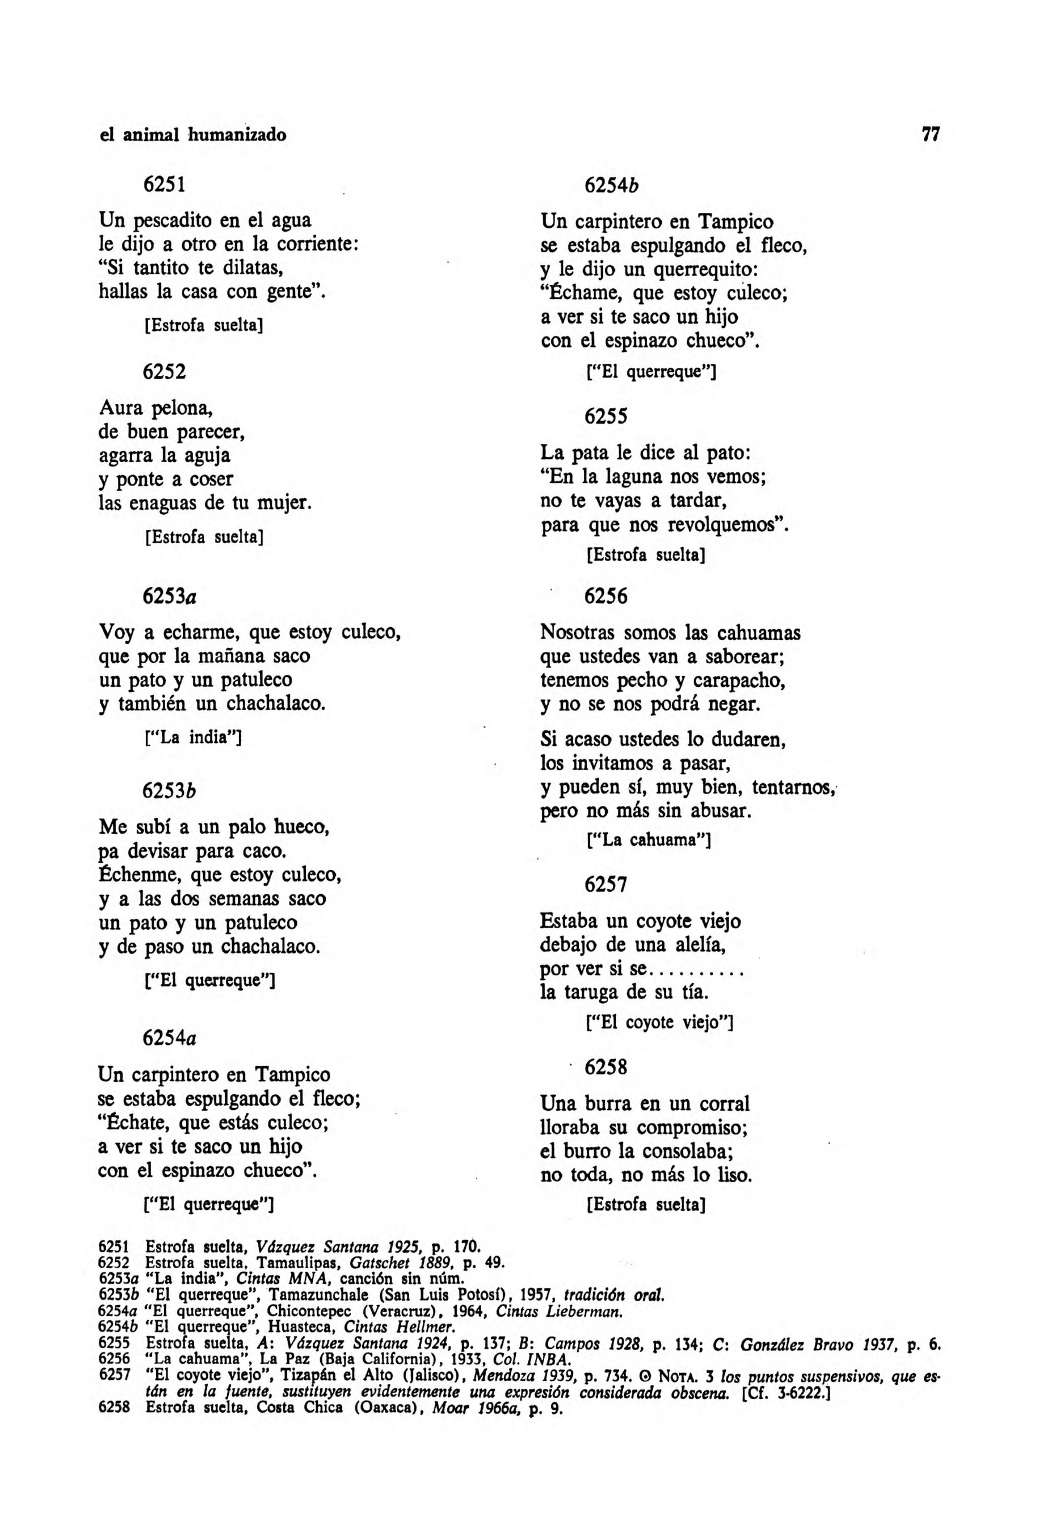 el animal humanizado 77
6251
Un pescadito en el agua
le dijo a otro en la corriente:
“Si tantito te dilatas,
hallas la casa con gente”.
[Estrofa suelta]
6252
Aura pelona,
de buen parecer,
agarra la aguja
y ponte a coser
las enaguas de tu mujer.
[Estrofa suelta]
6253a
Voy a echarme, que estoy culeco,
que por la mañana saco
un pato y un patuleco
y también un chachalaco.
[“La india”]
6253b
Me subí a un palo hueco,
pa devisar para caco.
Échenme, que estoy culeco,
y a las dos semanas saco
un pato y un patuleco
y de paso un chachalaco.
[“El querreque”]
6254a
Un carpintero en Tampico
se estaba espulgando el fleco;
“Échate, que estás culeco;
a ver si te saco un hijo
con el espinazo chueco”.
[“El querreque”]
6254b
Un carpintero en Tampico
se estaba espulgando el fleco,
y le dijo un querrequito:
“Échame, que estoy culeco;
a ver si te saco un hijo
con el espinazo chueco”.
[“El querreque”]
6255
La pata le dice al pato:
“En la laguna nos vemos;
no te vayas a tardar,
para que nos revolquemos”.
[Estrofa suelta]
6256
Nosotras somos las cahuamas
que ustedes van a saborear;
tenemos pecho y carapacho,
y no se nos podrá negar.
Si acaso ustedes lo dudaren,
los invitamos a pasar,
y pueden sí, muy bien, tentarnos,
pero no más sin abusar.
[“La cahuama”]
6257
Estaba un coyote viejo
debajo de una alelía,
por ver si se..........
la taruga de su tía.
[“El coyote viejo”]
6258
Una burra en un corral
lloraba su compromiso;
el burro la consolaba;
no toda, no más lo liso.
[Estrofa suelta]
6251 Estrofa suelta, Vázquez Santana 1925, p. 170.
6252 Estrofa suelta, Tamaulipas, Gatschet 1889, p. 49.
6253a “La india”, Cintas MNA, canción sin núm.
6253b “El querreque”, Tamazunchale (San Luis Potosí), 1957, tradición oral.
6254a “El querreque”, Chicontepec (Veracruz), 1964, Cintas Lieberman.
6254b “El querreque”, Huasteca, Cintas Hellmer.
6255 Estrofa suelta, A: Vázquez Santana 1924, p. 137; B: Campos 1928, p. 134; C: González Bravo 1937, p. 6.
6256 “La cahuama”, La Paz (Baja California), 1933, Col. INBA.
6257 “El coyote viejo”, Tizapán el Alto (Jalisco), Mendoza 1939, p. 734. ⊙ NOTA. 3 los puntos suspensivos, que es-
tán en la fuente, sustituyen evidentemente una expresión considerada obscena. [Cf. 3-6222.]
6258 Estrofa suelta, Costa Chica (Oaxaca), Moar 1966a, p. 9.